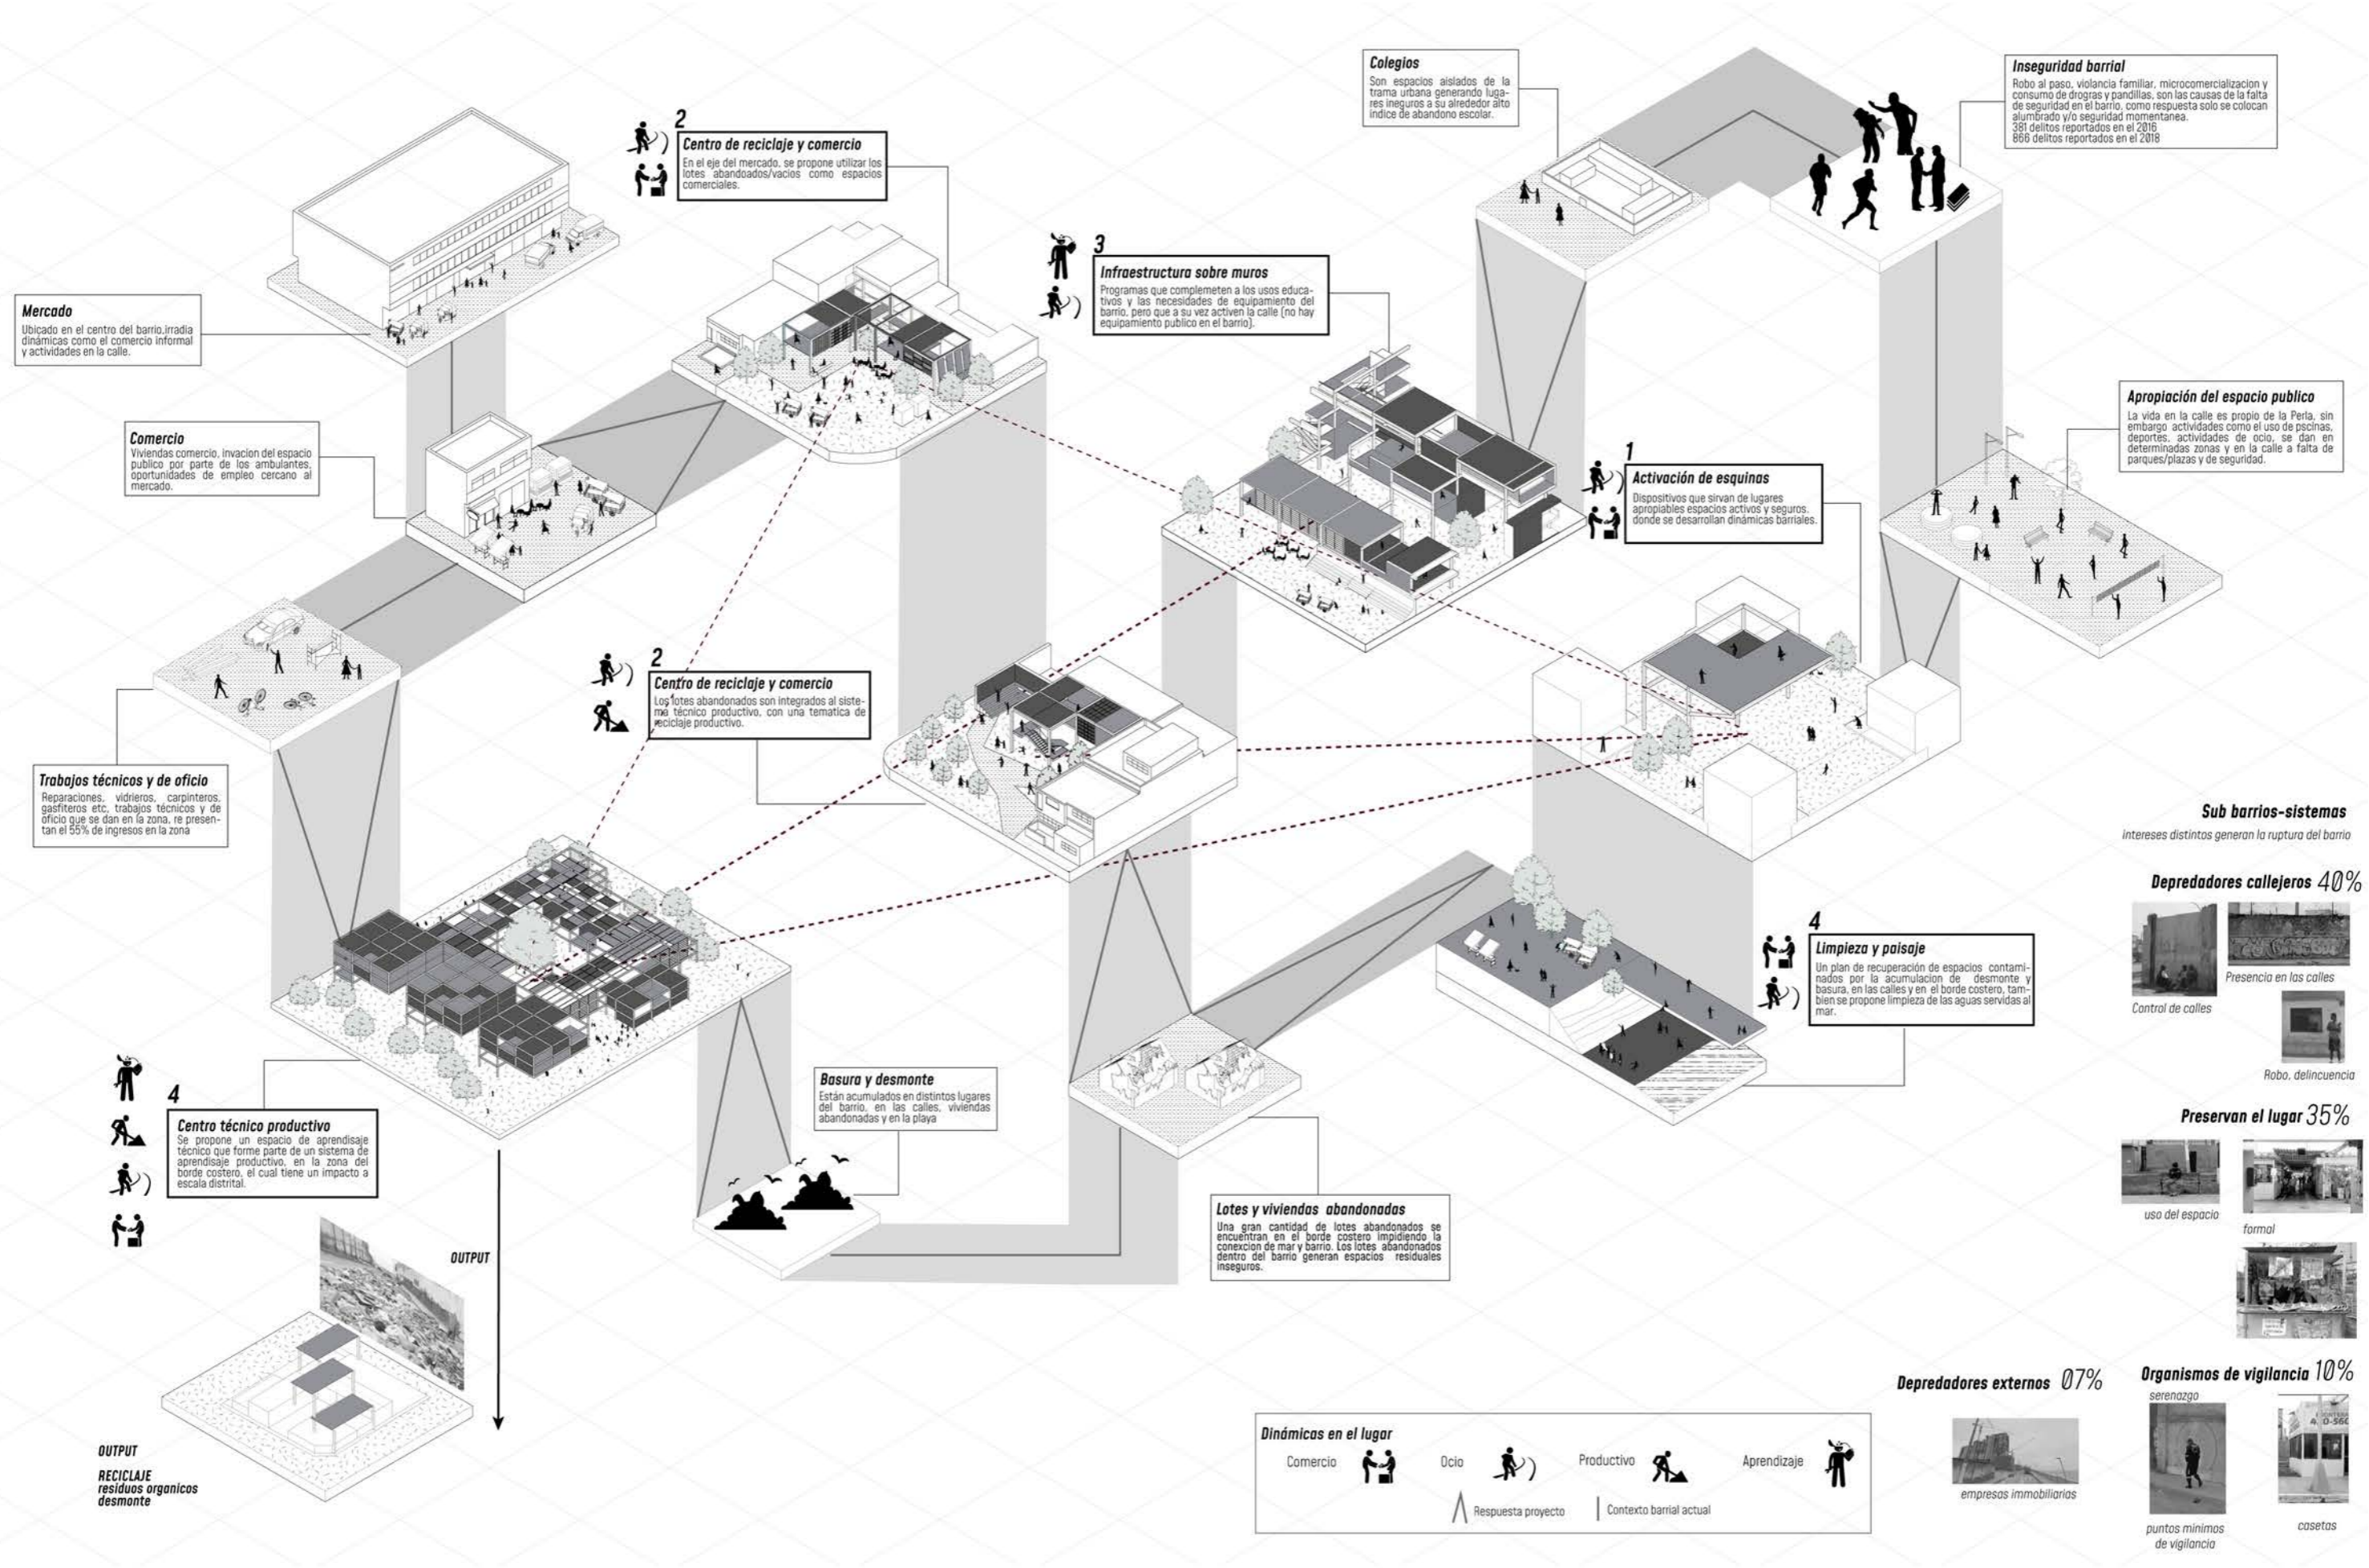 2
Centro de reciclaje y comercio
En el eje del mercado, se propone utilizar los
lotes abandoados/vacios como espacios
comerciales.
Colegios
Son espacios aislados de la
trama urbana generando luga-
res ineguros a su alrededor alto
indice de abandono escolar.
Inseguridad barrial
Robo al paso, violancia familiar, microcomercializacion y
consumo de drogras y pandillas, son las causas de la falta
de seguridad en el barrio, como respuesta solo se colocan
alumbrado y/o seguridad momentanea.
381 delitos reportados en el 2016
866 delitos reportados en el 2018
3
Infraestructura sobre muros
Programas que complemeten a los usos educa-
tivos y las necesidades de equipamiento del
barrio, pero que a su vez activen la calle (no hay
equipamiento publico en el barrio).
Mercado
Ubicado en el centro del barrio,irradia
dinámicas como el comercio informal
y actividades en la calle.
Comercio
Viviendas comercio, invacion del espacio
publico por parte de los ambulantes,
oportunidades de empleo cercano al
mercado.
1
Activación de esquinas
Dispositivos que sirvan de lugares
apropiables espacios activos y seguros.
donde se desarrollan dinámicas barriales.
Apropiación del espacio publico
La vida en la calle es propio de la Perla, sin
embargo actividades como el uso de pscinas,
deportes, actividades de ocio, se dan en
determinadas zonas y en la calle a falta de
parques/plazas y de seguridad.
2
Centro de reciclaje y comercio
Los lotes abandonados son integrados al siste-
ma técnico productivo, con una tematica de
reciclaje productivo.
Trabajos técnicos y de oficio
Reparaciones, vidrieros, carpinteros,
gasfiteros etc, trabajos técnicos y de
oficio que se dan en la zona, re presen-
tan el 55% de ingresos en la zona
4
Limpieza y paisaje
Un plan de recuperación de espacios contami-
nados por la acumulacion de desmonte y
basura, en las calles y en el borde costero, tam-
bien se propone limpieza de las aguas servidas al
mar.
4
Centro técnico productivo
Se propone un espacio de aprendisaje
técnico que forme parte de un sistema de
aprendisaje productivo, en la zona del
borde costero, el cual tiene un impacto a
escala distrital.
Basura y desmonte
Están acumulados en distintos lugares
del barrio, en las calles, viviendas
abandonadas y en la playa
Lotes y viviendas abandonadas
Una gran cantidad de lotes abandonados se
encuentran en el borde costero impidiendo la
conexcion de mar y barrio. Los lotes abandonados
dentro del barrio generan espacios residuales
inseguros.
OUTPUT
OUTPUT
RECICLAJE
residuos organicos
desmonte
Sub barrios-sistemas
intereses distintos generan la ruptura del barrio
Depredadores callejeros 40%
Presencia en las calles
Control de calles
Robo, delincuencia
Preservan el lugar 35%
uso del espacio
formal
Depredadores externos 07%
empresas immobiliarias
Organismos de vigilancia 10%
serenazgo
puntos minimos
de vigilancia
casetas
Dinámicas en el lugar
Comercio
Ocio
Productivo
Aprendizaje
Respuesta proyecto
Contexto barrial actual